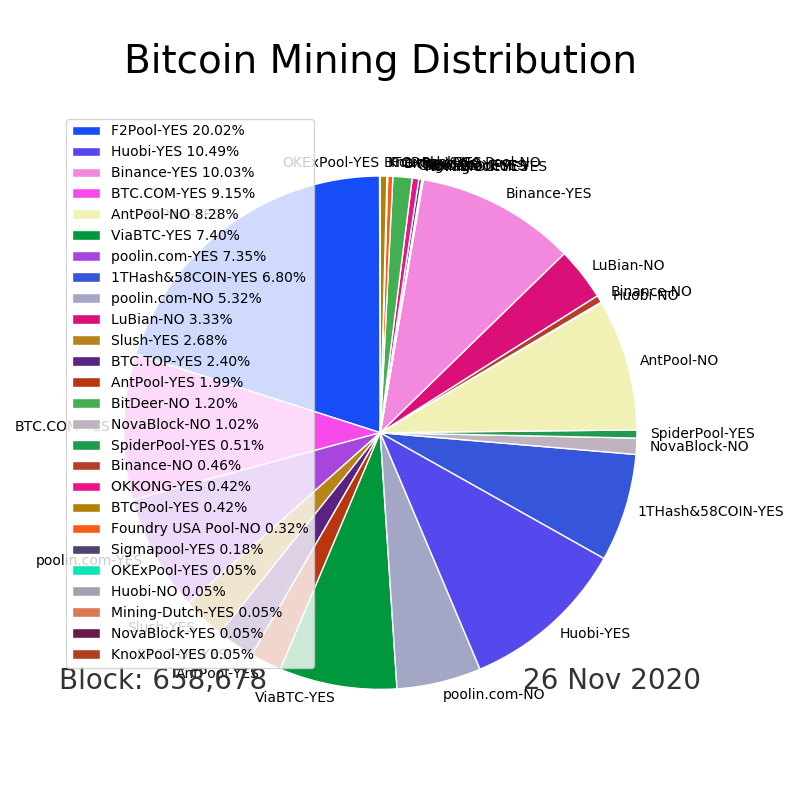 Bitcoin Mining Distribution
F2Pool-YES 20.02%
Huobi-YES 10.49%
Binance-YES 10.03%
BTC.COM-YES 9.15%
AntPool-NO 8.28%
ViaBTC-YES 7.40%
poolin.com-YES 7.35%
1THash&58COIN-YES 6.80%
poolin.com-NO 5.32%
LuBian-NO 3.33%
Slush-YES 2.68%
BTC.TOP-YES 2.40%
AntPool-YES 1.99%
BitDeer-NO 1.20%
NovaBlock-NO 1.02%
SpiderPool-YES 0.51%
Binance-NO 0.46%
OKKONG-YES 0.42%
BTCPool-YES 0.42%
Foundry USA Pool-NO 0.32%
Sigmapool-YES 0.18%
OKExPool-YES 0.05%
Huobi-NO 0.05%
Mining-Dutch-YES 0.05%
NovaBlock-YES 0.05%
KnoxPool-YES 0.05%
OKExPool-YES
Binance-YES
LuBian-NO
Binance-NO
Huobi-NO
AntPool-NO
SpiderPool-YES
NovaBlock-NO
1THash&58COIN-YES
Huobi-YES
poolin.com-NO
ViaBTC-YES
AntPool-YES
Slush-YES
poolin.com-YES
Block: 658,678
26 Nov 2020